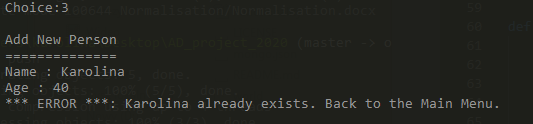 Choice:3
Add New Person
==============
Name : Karolina
Age : 40
*** ERROR ***: Karolina already exists. Back to the Main Menu.